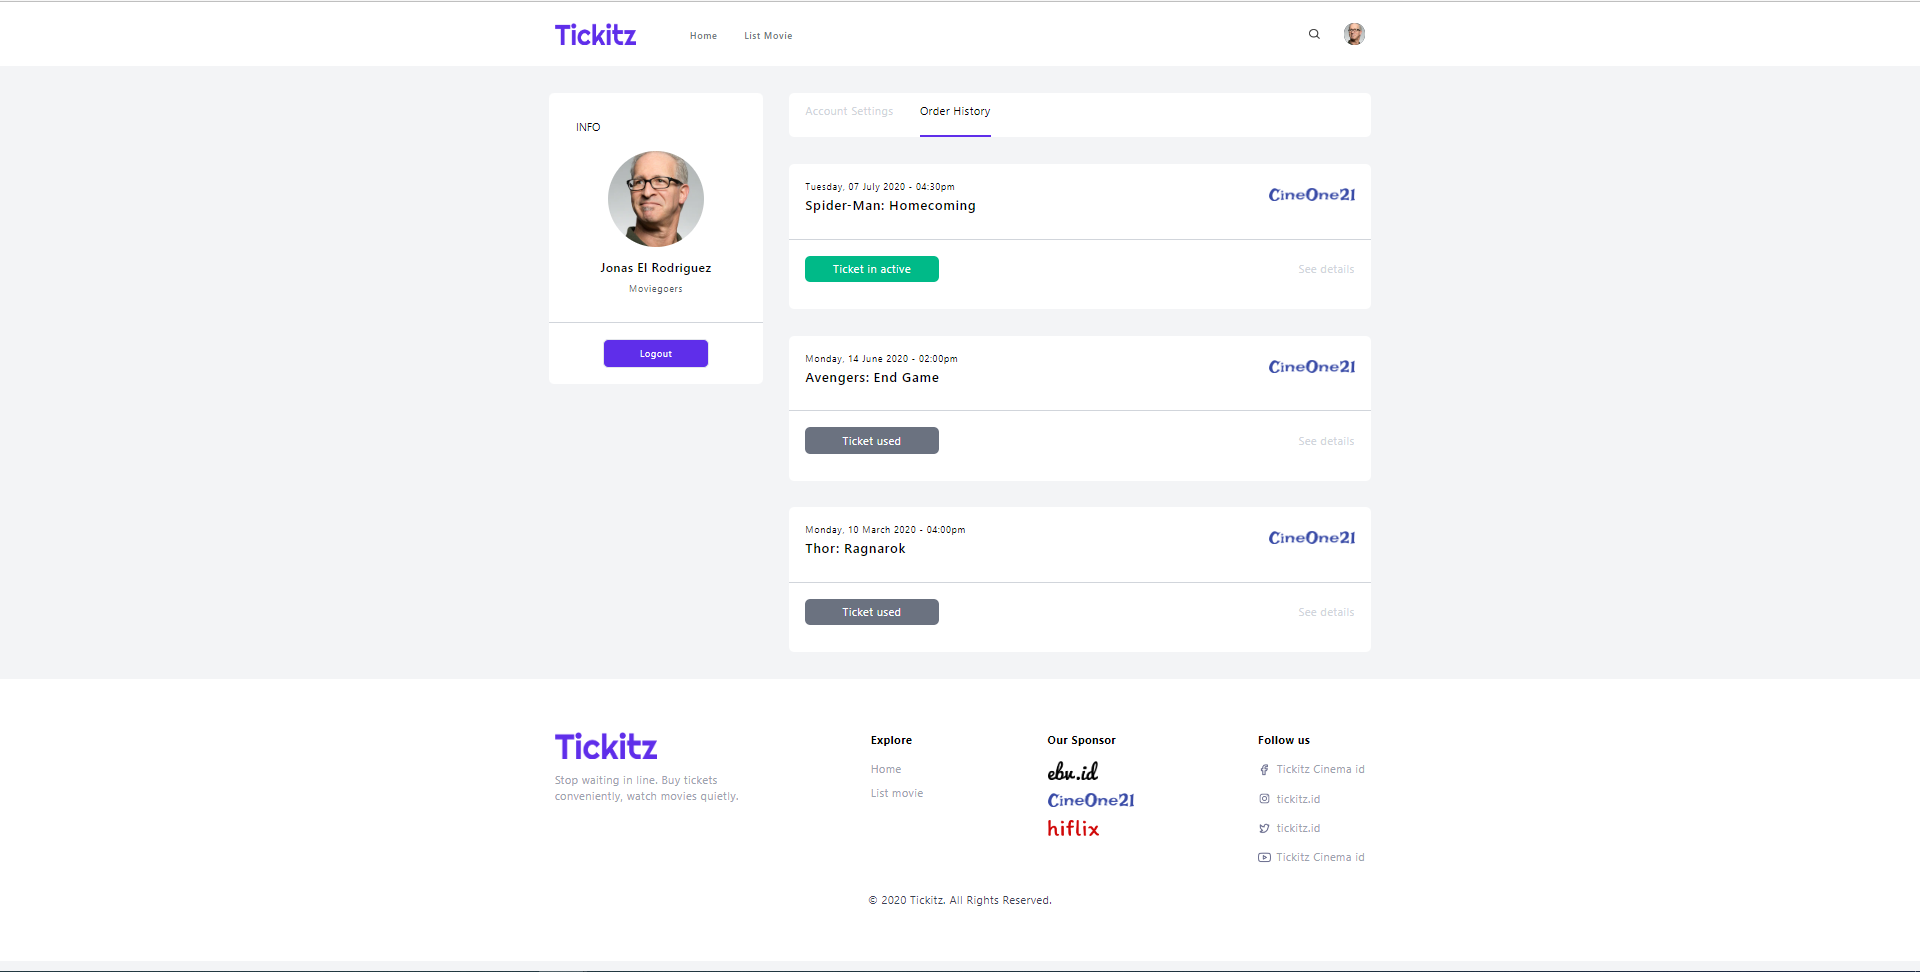 Tickitz
Home
List Movie
INFO
Jonas El Rodriguez
Moviegoers
Logout
Account Settings
Order History
Tuesday, 07 July 2020 - 04:30pm
Spider-Man: Homecoming
CineOne21
Ticket in active
See details
Monday, 14 June 2020 - 02:00pm
Avengers: End Game
CineOne21
Ticket used
See details
Monday, 10 March 2020 - 04:00pm
Thor: Ragnarok
CineOne21
Ticket used
See details
Tickitz
Stop waiting in line. Buy tickets
conveniently, watch movies quietly.
Explore
Home
List movie
Our Sponsor
ebv.id
CineOne21
hiflix
Follow us
Tickitz Cinema id
tickitz.id
tickitz.id
Tickitz Cinema id
© 2020 Tickitz. All Rights Reserved.